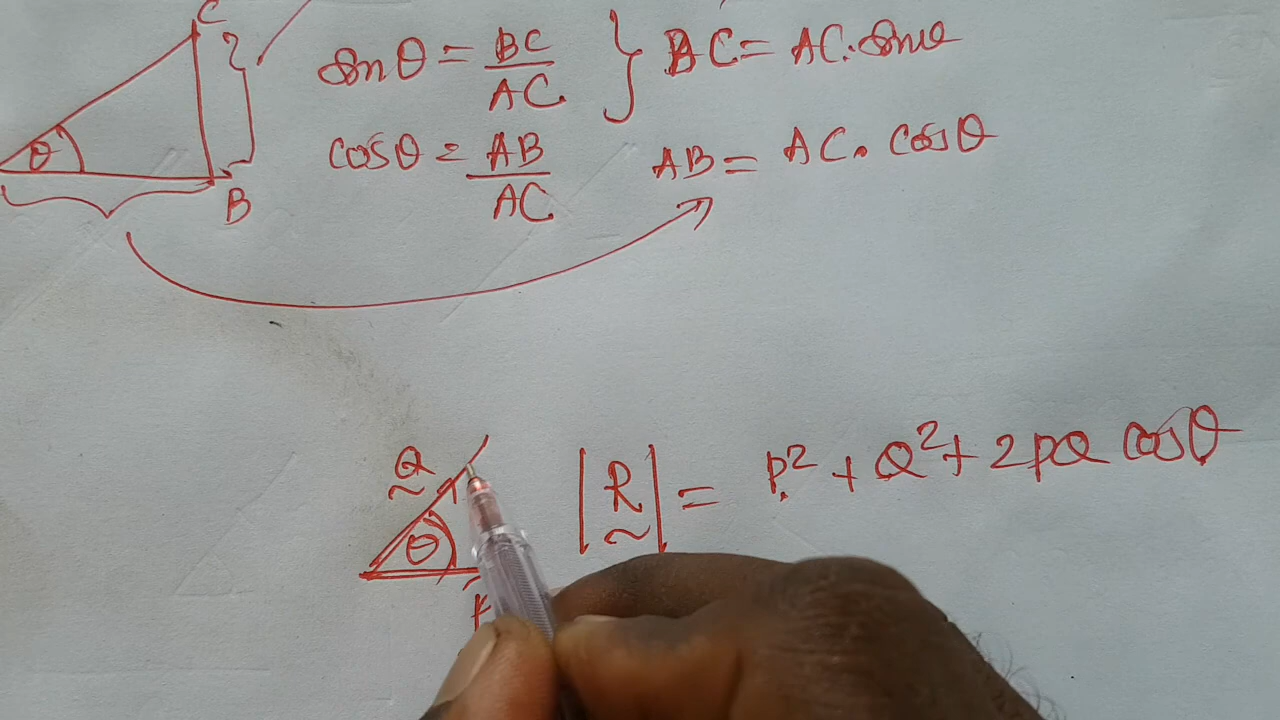 C
sinθ = BC / AC } BC = AC. sinθ
θ
cosθ = AB / AC AB = AC. cosθ
B
Q
θ
|R| = P² + Q² + 2PQ cosθ